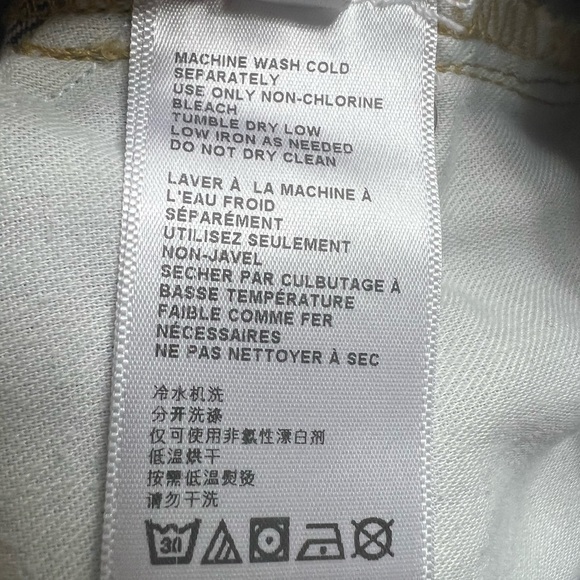 MACHINE WASH COLD
SEPARATELY
USE ONLY NON-CHLORINE
BLEACH
TUMBLE DRY LOW
LOW IRON AS NEEDED
DO NOT DRY CLEAN
LAVER À LA MACHINE À
L'EAU FROID
SÉPARÉMENT
UTILISEZ SEULEMENT
NON-JAVEL
SECHER PAR CULBUTAGE À
BASSE TEMPÉRATURE
FAIBLE COMME FER
NÉCESSAIRES
NE PAS NETTOYER À SEC
冷水机洗
分开洗涤
仅可使用非氯性漂白剂
低温烘干
按需低温熨烫
请勿干洗
30